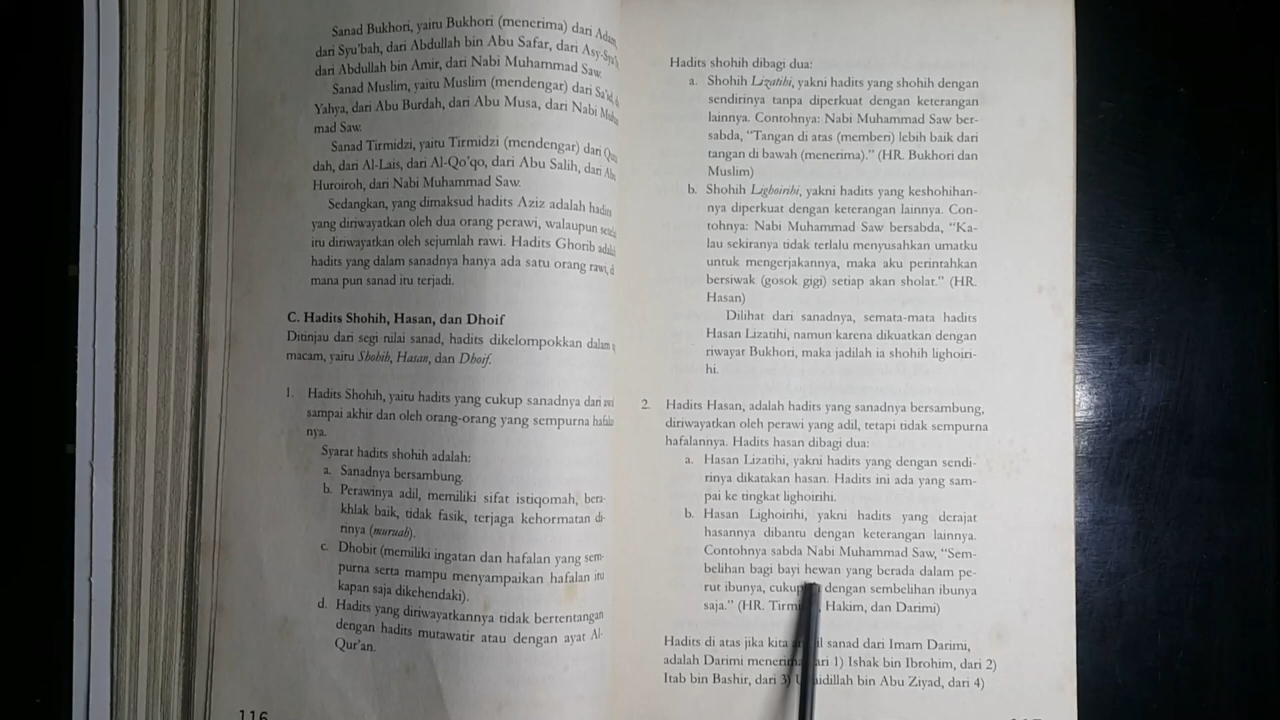 Sanad Bukhori, yaitu Bukhori (menerima) dari Adam,
dari Syu'bah, dari Abdullah bin Abu Safar, dari
dari Abdullah bin Amir, dari Nabi Muhammad Saw.
Sanad Muslim, yaitu Muslim (mendengar) dari Sa'id,
Yahya, dari Abu Burdah, dari Abu Musa, dari Nabi Muham
mad Saw.
Sanad Tirmidzi, yaitu Tirmidzi (mendengar) dari
dah, dari Al-Lais, dari Al-Qo'qo, dari Abu Salih, dari Abu
Huroiroh, dari Nabi Muhammad Saw.
Sedangkan, yang dimaksud hadits Aziz adalah hadits
yang diriwayatkan oleh dua orang perawi, walaupun
itu diriwayatkan oleh sejumlah rawi. Hadits Ghorib adalah
hadits yang dalam sanadnya hanya ada satu orang rawi, d
mana pun sanad itu terjadi.
C. Hadits Shohih, Hasan, dan Dhoif
Ditinjau dari segi nilai sanad, hadits dikelompokkan dalam
macam, yaitu Shohih, Hasan, dan Dhoif.
1. Hadits Shohih, yaitu hadits yang cukup sanadnya dari
sampai akhir dan oleh orang-orang yang sempurna hafalan
nya.
Syarat hadits shohih adalah:
a. Sanadnya bersambung.
b. Perawinya adil, memiliki sifat istiqomah, bera-
khlak baik, tidak fasik, terjaga kehormatan di-
rinya (muruah).
c. Dhobit (memiliki ingatan dan hafalan yang sem-
purna serta mampu menyampaikan hafalan itu
kapan saja dikehendaki).
d. Hadits yang diriwayatkannya tidak bertentangan
dengan hadits mutawatir atau dengan ayat Al-
Qur'an.
116
Hadits shohih dibagi dua:
a. Shohih Lizatihi, yakni hadits yang shohih dengan
sendirinya tanpa diperkuat dengan keterangan
lainnya. Contohnya: Nabi Muhammad Saw ber-
sabda, "Tangan di atas (memberi) lebih baik dari
tangan di bawah (menerima)." (HR. Bukhori dan
Muslim)
b. Shohih Lighoirihi, yakni hadits yang keshohihan-
nya diperkuat dengan keterangan lainnya. Con-
tohnya: Nabi Muhammad Saw bersabda, "Ka-
lau sekiranya tidak terlalu menyusahkan umatku
untuk mengerjakannya, maka aku perintahkan
bersiwak (gosok gigi) setiap akan sholat." (HR.
Hasan)
Dilihat dari sanadnya, semata-mata hadits
Hasan Lizatihi, namun karena dikuatkan dengan
riwayar Bukhori, maka jadilah ia shohih lighoiri-
hi.
2. Hadits Hasan, adalah hadits yang sanadnya bersambung,
diriwayatkan oleh perawi yang adil, tetapi tidak sempurna
hafalannya. Hadits hasan dibagi dua:
a. Hasan Lizatihi, yakni hadits yang dengan sendi-
rinya dikatakan hasan. Hadits ini ada yang sam-
pai ke tingkat lighoirihi.
b. Hasan Lighoirihi, yakni hadits yang derajat
hasannya dibantu dengan keterangan lainnya.
Contohnya sabda Nabi Muhammad Saw, "Sem-
belihan bagi bayi hewan yang berada dalam pe-
rut ibunya, dengan sembelihan ibunya
saja." (HR. Hakim, dan Darimi)
Hadits di atas jika kita sanad dari Imam Darimi,
adalah Darimi menerima dari 1) Ishak bin Ibrohim, dari 2)
Itab bin Bashir, dari 3) bin Abu Ziyad, dari 4)